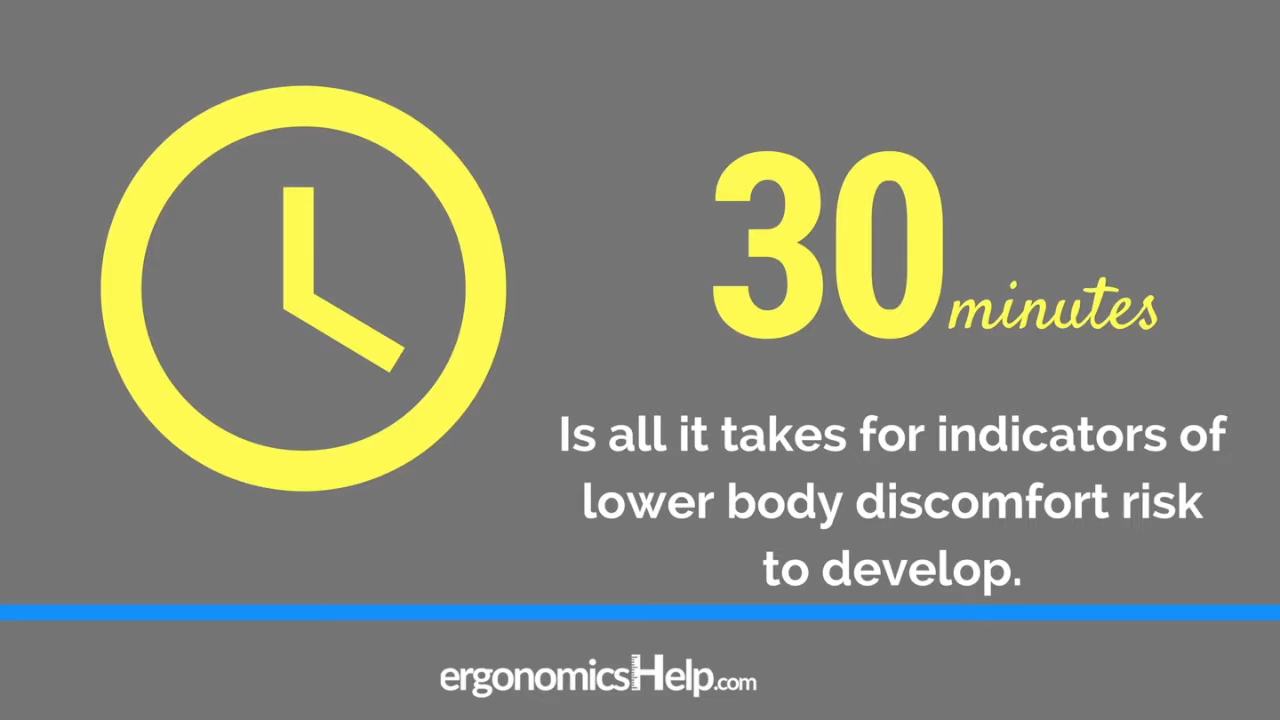 30 minutes
Is all it takes for indicators of
lower body discomfort risk
to develop.
ergonomicsHelp.com